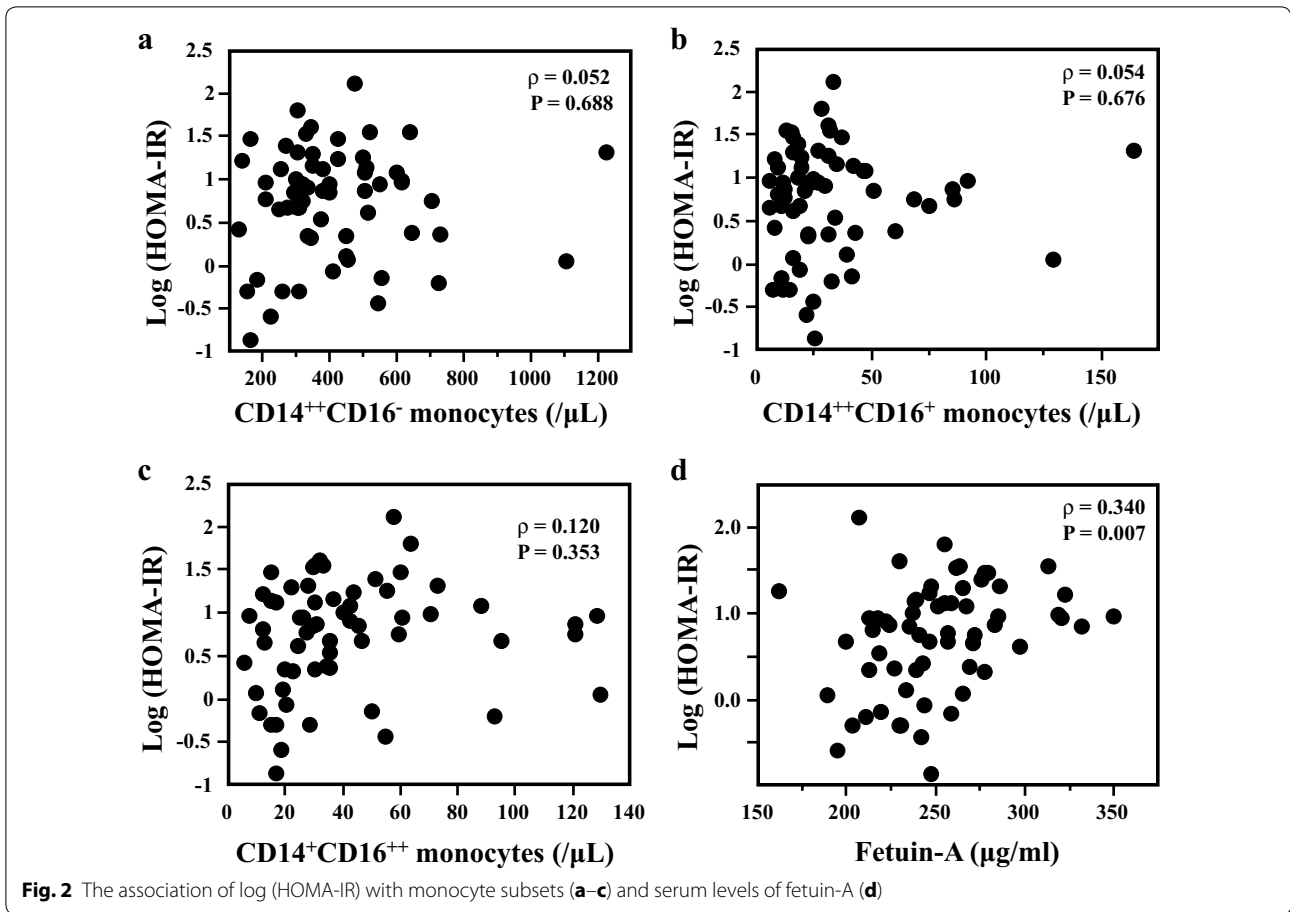 a
2.5
2
1.5
1
0.5
0
-0.5
-1
Log (HOMA-IR)
ρ = 0.052
P = 0.688
200 400 600 800 1000 1200
CD14⁺⁺CD16⁻ monocytes (/μL)
b
2.5
2
1.5
1
0.5
0
-0.5
-1
Log (HOMA-IR)
ρ = 0.054
P = 0.676
0 50 100 150
CD14⁺⁺CD16⁺ monocytes (/μL)
c
2.5
2
1.5
1
0.5
0
-0.5
-1
Log (HOMA-IR)
ρ = 0.120
P = 0.353
0 20 40 60 80 100 120 140
CD14⁺CD16⁺⁺ monocytes (/μL)
d
2.0
1.0
0.0
Log (HOMA-IR)
ρ = 0.340
P = 0.007
150 200 250 300 350
Fetuin-A (μg/ml)
Fig. 2 The association of log (HOMA-IR) with monocyte subsets (a–c) and serum levels of fetuin-A (d)